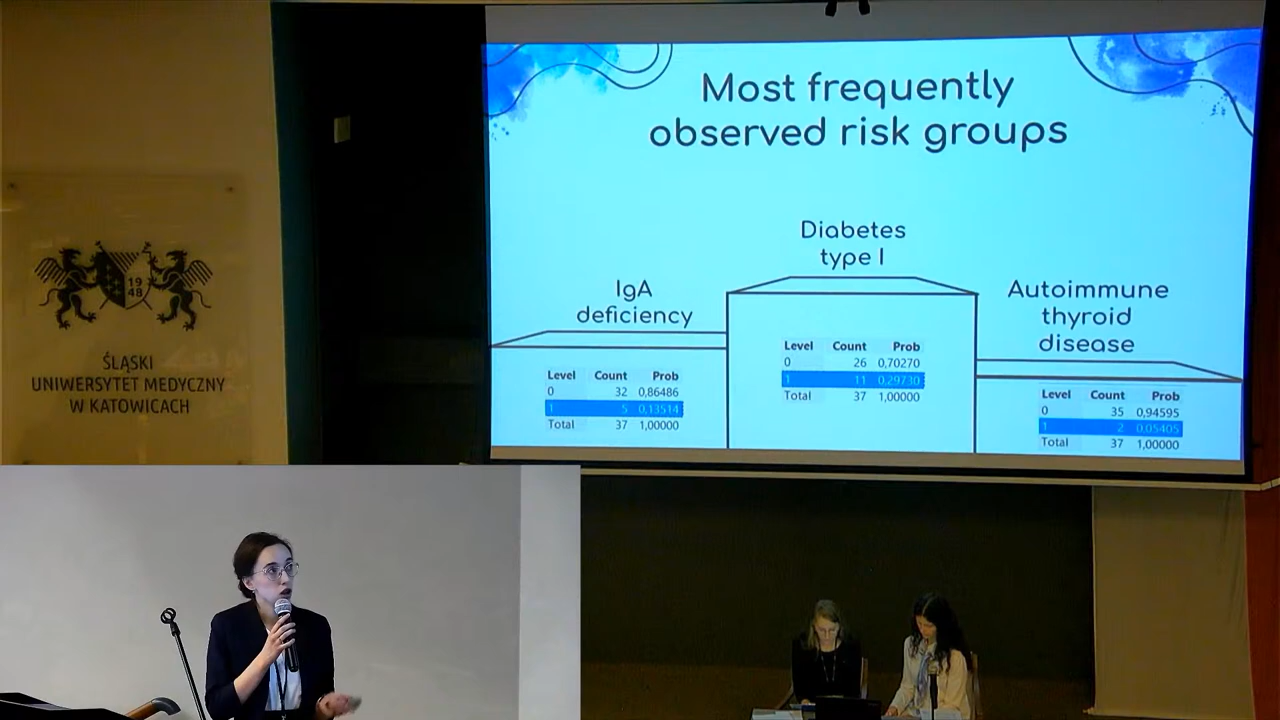 19
48
ŚLĄSKI
UNIWERSYTET MEDYCZNY
W KATOWICACH
Most frequently
observed risk groups
IgA
deficiency
Level Count Prob
0 32 0,86486
1 5 0,13514
Total 37 1,00000
Diabetes
type I
Level Count Prob
0 26 0,70270
1 11 0,29730
Total 37 1,00000
Autoimmune
thyroid
disease
Level Count Prob
0 35 0,94595
1 2 0,05405
Total 37 1,00000